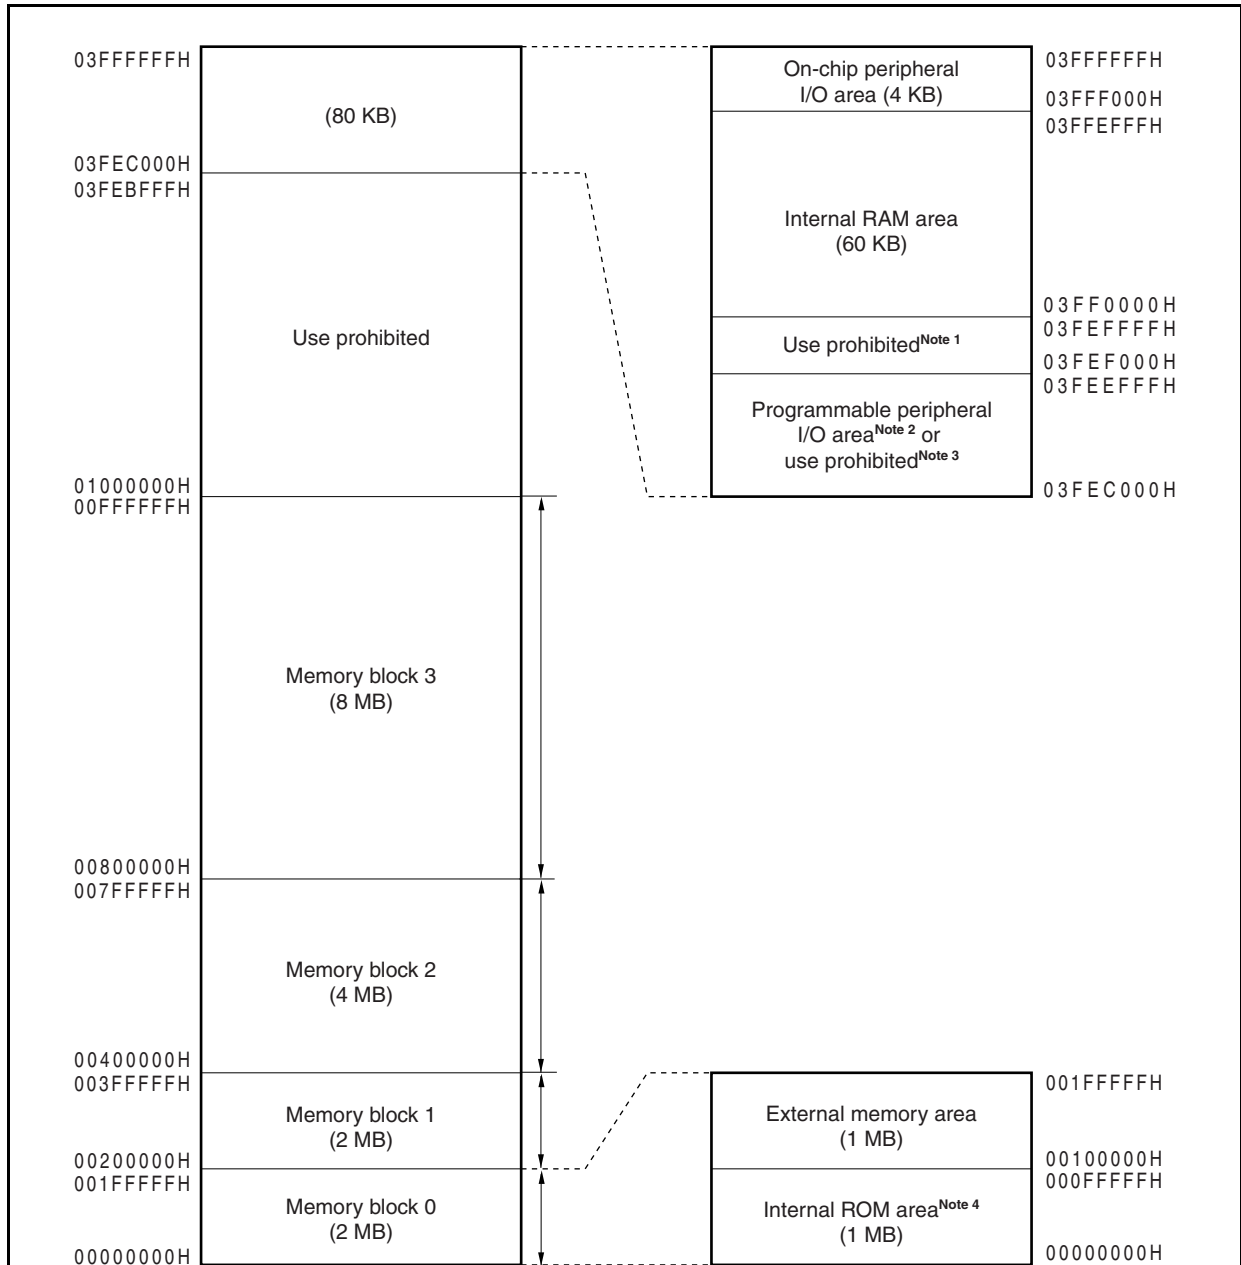 03FFFFFFH
(80 KB)
03FEC000H
03FEBFFFH
Use prohibited
01000000H
00FFFFFFH
Memory block 3
(8 MB)
00800000H
007FFFFFH
Memory block 2
(4 MB)
00400000H
003FFFFFH
Memory block 1
(2 MB)
00200000H
001FFFFFH
Memory block 0
(2 MB)
00000000H
On-chip peripheral
I/O area (4 KB)
03FFFFFFH
03FFF000H
03FFEFFFH
Internal RAM area
(60 KB)
03FF0000H
03FEFFFFH
Use prohibitedNote 1
03FEF000H
03FEEFFFH
Programmable peripheral
I/O areaNote 2 or
use prohibitedNote 3
03FEC000H
001FFFFFH
External memory area
(1 MB)
00100000H
000FFFFFH
Internal ROM areaNote 4
(1 MB)
00000000H